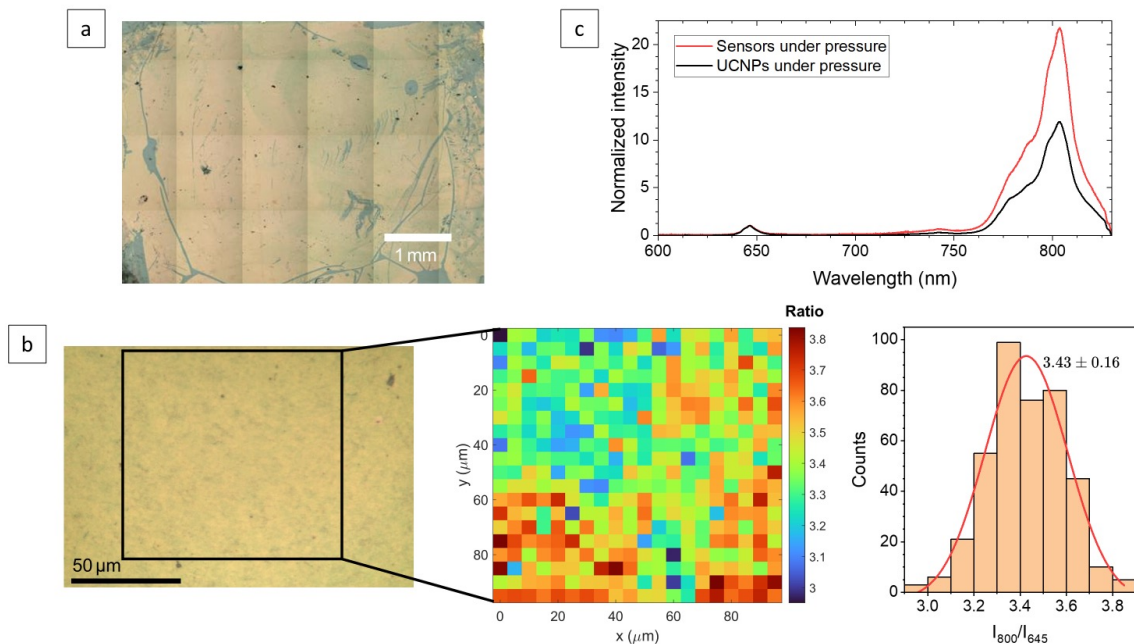 a
1 mm
c
Sensors under pressure
UCNPs under pressure
Normalized intensity
20
15
10
5
0
600 650 700 750 800
Wavelength (nm)
b
50 μm
Ratio
0
20
40
60
80
y (μm)
0 20 40 60 80
x (μm)
3.8
3.7
3.6
3.5
3.4
3.3
3.2
3.1
3
3.43 ± 0.16
Counts
100
80
60
40
20
0
3.0 3.2 3.4 3.6 3.8
I800/I645